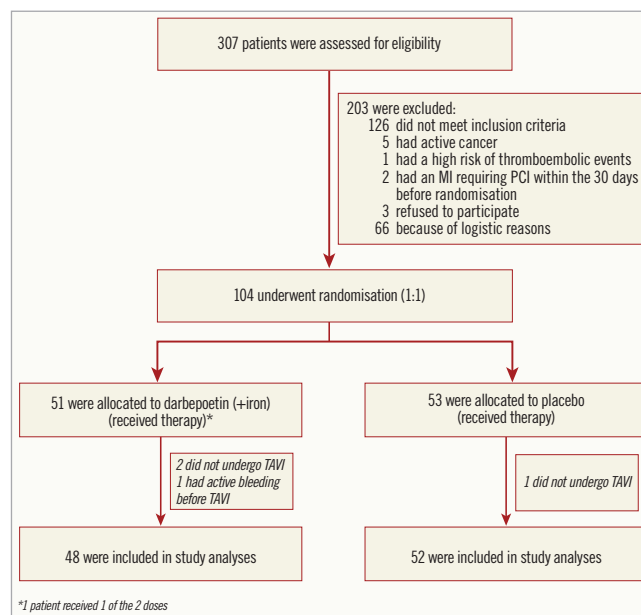 307 patients were assessed for eligibility
203 were excluded:
126 did not meet inclusion criteria
5 had active cancer
1 had a high risk of thromboembolic events
2 had an MI requiring PCI within the 30 days
before randomisation
3 refused to participate
66 because of logistic reasons
104 underwent randomisation (1:1)
51 were allocated to darbepoetin (+iron)
(received therapy)*
53 were allocated to placebo
(received therapy)
2 did not undergo TAVI
1 had active bleeding
before TAVI
1 did not undergo TAVI
48 were included in study analyses
52 were included in study analyses
*1 patient received 1 of the 2 doses